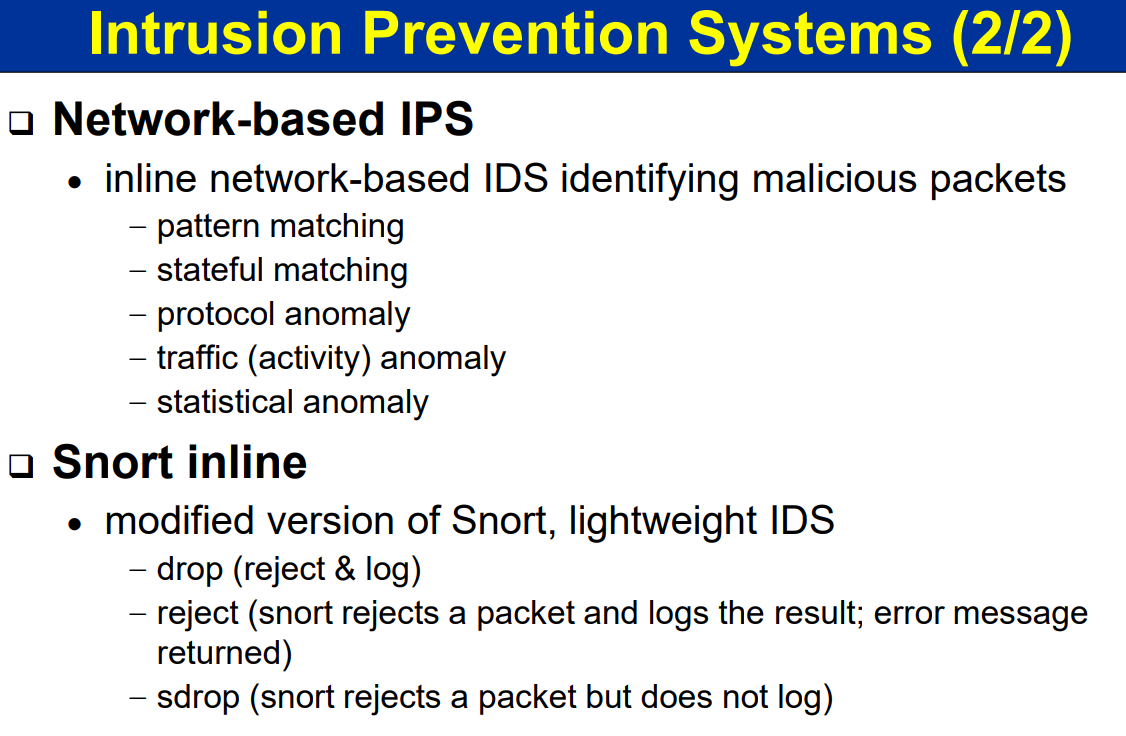 Intrusion Prevention Systems (2/2)
❑ Network-based IPS
• inline network-based IDS identifying malicious packets
– pattern matching
– stateful matching
– protocol anomaly
– traffic (activity) anomaly
– statistical anomaly
❑ Snort inline
• modified version of Snort, lightweight IDS
– drop (reject & log)
– reject (snort rejects a packet and logs the result; error message
returned)
– sdrop (snort rejects a packet but does not log)